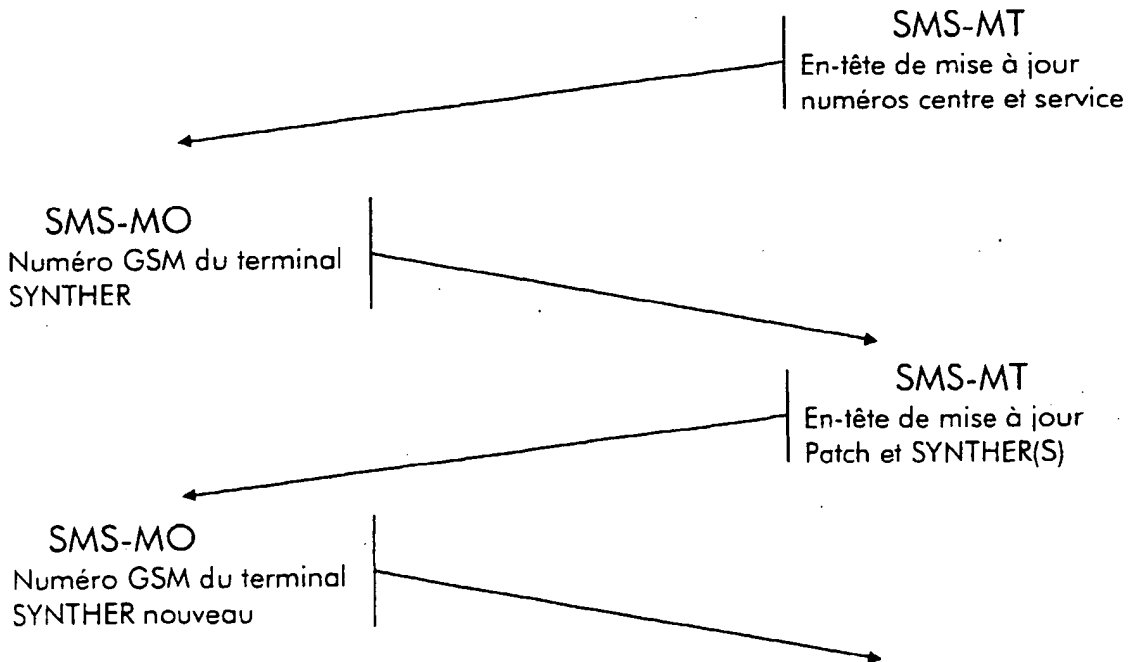 SMS-MT
En-tête de mise à jour
numéros centre et service
SMS-MO
Numéro GSM du terminal
SYNTHER
SMS-MT
En-tête de mise à jour
Patch et SYNTHER(S)
SMS-MO
Numéro GSM du terminal
SYNTHER nouveau